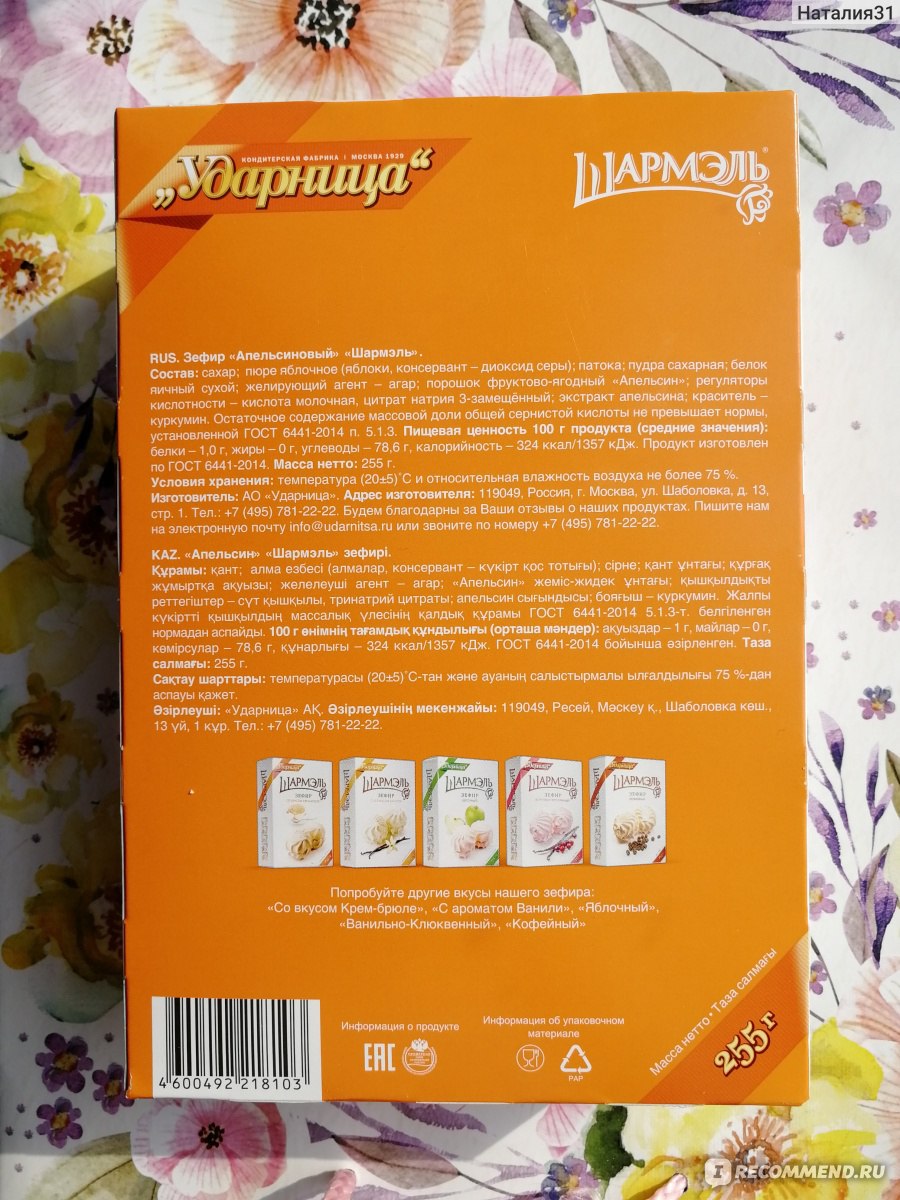 Наталия31
КОНДИТЕРСКАЯ ФАБРИКА | МОСКВА 1929
„Ударница“
ШАРМЭЛЬ®
RUS. Зефир «Апельсиновый» «Шармэль».
Состав: сахар; пюре яблочное (яблоки, консервант – диоксид серы); патока; пудра сахарная; белок
яичный сухой; желирующий агент – агар; порошок фруктово-ягодный «Апельсин»; регуляторы
кислотности – кислота молочная, цитрат натрия 3-замещённый; экстракт апельсина; краситель –
куркумин. Остаточное содержание массовой доли общей сернистой кислоты не превышает нормы,
установленной ГОСТ 6441-2014 п. 5.1.3. Пищевая ценность 100 г продукта (средние значения):
белки – 1,0 г, жиры – 0 г, углеводы – 78,6 г, калорийность – 324 ккал/1357 кДж. Продукт изготовлен
по ГОСТ 6441-2014. Масса нетто: 255 г.
Условия хранения: температура (20±5)°С и относительная влажность воздуха не более 75 %.
Изготовитель: АО «Ударница». Адрес изготовителя: 119049, Россия, г. Москва, ул. Шаболовка, д. 13,
стр. 1. Тел.: +7 (495) 781-22-22. Будем благодарны за Ваши отзывы о наших продуктах. Пишите нам
на электронную почту info@udarnitsa.ru или звоните по номеру +7 (495) 781-22-22.
KAZ. «Апельсин» «Шармэль» зефирі.
Құрамы: қант; алма езбесі (алмалар, консервант – күкірт қос тотығы); сірне; қант ұнтағы; құрғақ
жұмыртқа ақуызы; желелеуші агент – агар; «Апельсин» жеміс-жидек ұнтағы; қышқылдықты
реттегіштер – сүт қышқылы, тринатрий цитраты; апельсин сығындысы; бояғыш – куркумин. Жалпы
күкіртті қышқылдың массалық үлесінің қалдық құрамы ГОСТ 6441-2014 5.1.3-т. белгіленген
нормадан аспайды. 100 г өнімнің тағамдық құндылығы (орташа мәндер): ақуыздар – 1 г, майлар – 0 г,
көмірсулар – 78,6 г, құнарлығы – 324 ккал/1357 кДж. ГОСТ 6441-2014 бойынша әзірленген. Таза
салмағы: 255 г.
Сақтау шарттары: температурасы (20±5)°С-тан және ауаның салыстырмалы ылғалдылығы 75 %-дан
аспауы қажет.
Әзірлеуші: «Ударница» АҚ. Әзірлеушінің мекенжайы: 119049, Ресей, Мәскеу қ., Шаболовка көш.,
13 үй, 1 құр. Тел.: +7 (495) 781-22-22.
ШАРМЭЛЬ ШАРМЭЛЬ ШАРМЭЛЬ ШАРМЭЛЬ ШАРМЭЛЬ
ЗЕФИР ЗЕФИР ЗЕФИР ЗЕФИР ЗЕФИР
Попробуйте другие вкусы нашего зефира:
«Со вкусом Крем-брюле», «С ароматом Ванили», «Яблочный»,
«Ванильно-Клюквенный», «Кофейный»
Масса нетто • Таза салмағы
255 г
Информация о продукте
Информация об упаковочном
материале
EAC
PAP
4 600492 218103
IRECOMMEND.RU